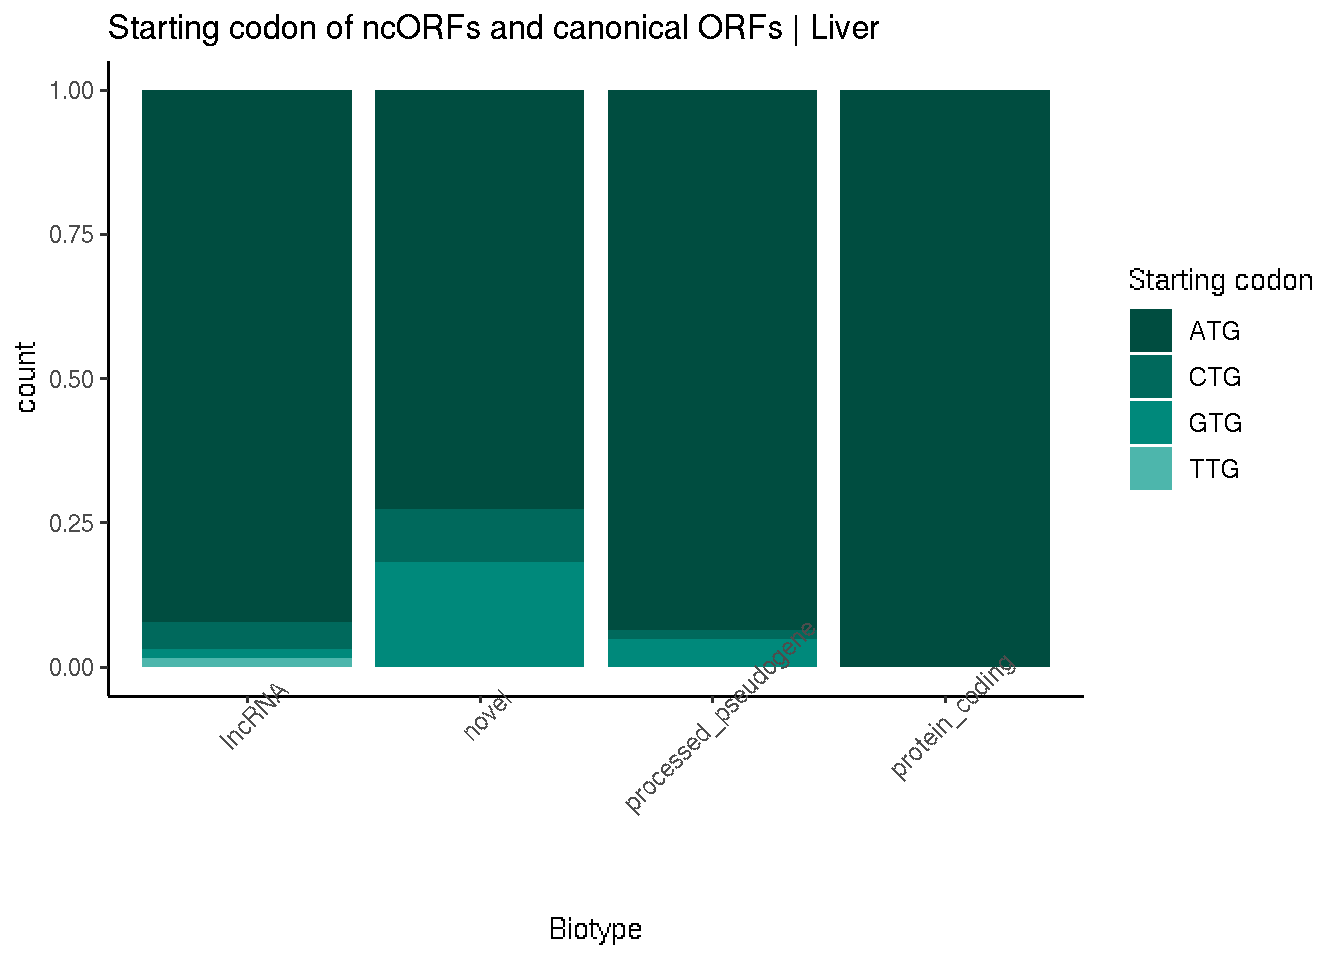 Starting codon of ncORFs and canonical ORFs | Liver
1.00
0.75
0.50
0.25
0.00
count
lncRNA
novel
processed_pseudogene
protein_coding
Biotype
Starting codon
ATG
CTG
GTG
TTG